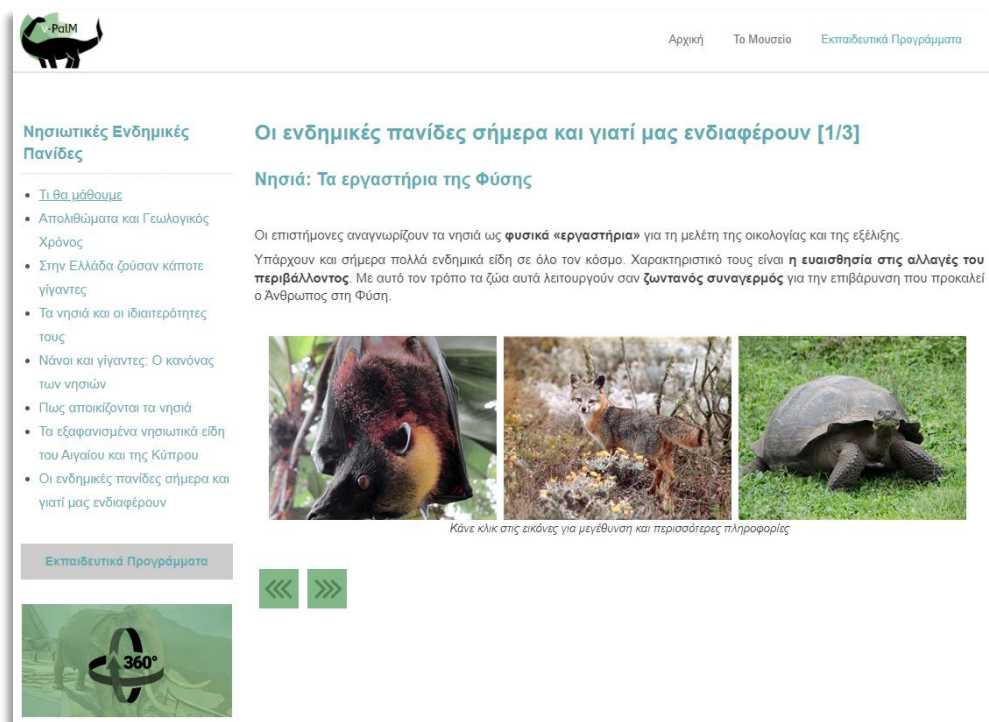 v-PalM
Αρχική Το Μουσείο Εκπαιδευτικά Προγράμματα
Νησιωτικές Ενδημικές
Πανίδες
Τι θα μάθουμε
Απολιθώματα και Γεωλογικός
Χρόνος
Στην Ελλάδα ζούσαν κάποτε
γίγαντες
Τα νησιά και οι ιδιαιτερότητες
τους
Νάνοι και γίγαντες: Ο κανόνας
των νησιών
Πως αποικίζονται τα νησιά
Τα εξαφανισμένα νησιωτικά είδη
του Αιγαίου και της Κύπρου
Οι ενδημικές πανίδες σήμερα και
γιατί μας ενδιαφέρουν
Εκπαιδευτικά Προγράμματα
360°
Οι ενδημικές πανίδες σήμερα και γιατί μας ενδιαφέρουν [1/3]
Νησιά: Τα εργαστήρια της Φύσης
Οι επιστήμονες αναγνωρίζουν τα νησιά ως φυσικά «εργαστήρια» για τη μελέτη της οικολογίας και της εξέλιξης.
Υπάρχουν και σήμερα πολλά ενδημικά είδη σε όλο τον κόσμο. Χαρακτηριστικό τους είναι η ευαισθησία στις αλλαγές του
περιβάλλοντος. Με αυτό τον τρόπο τα ζώα αυτά λειτουργούν σαν ζωντανός συναγερμός για την επιβάρυνση που προκαλεί
ο Άνθρωπος στη Φύση.
Κάνε κλικ στις εικόνες για μεγέθυνση και περισσότερες πληροφορίες